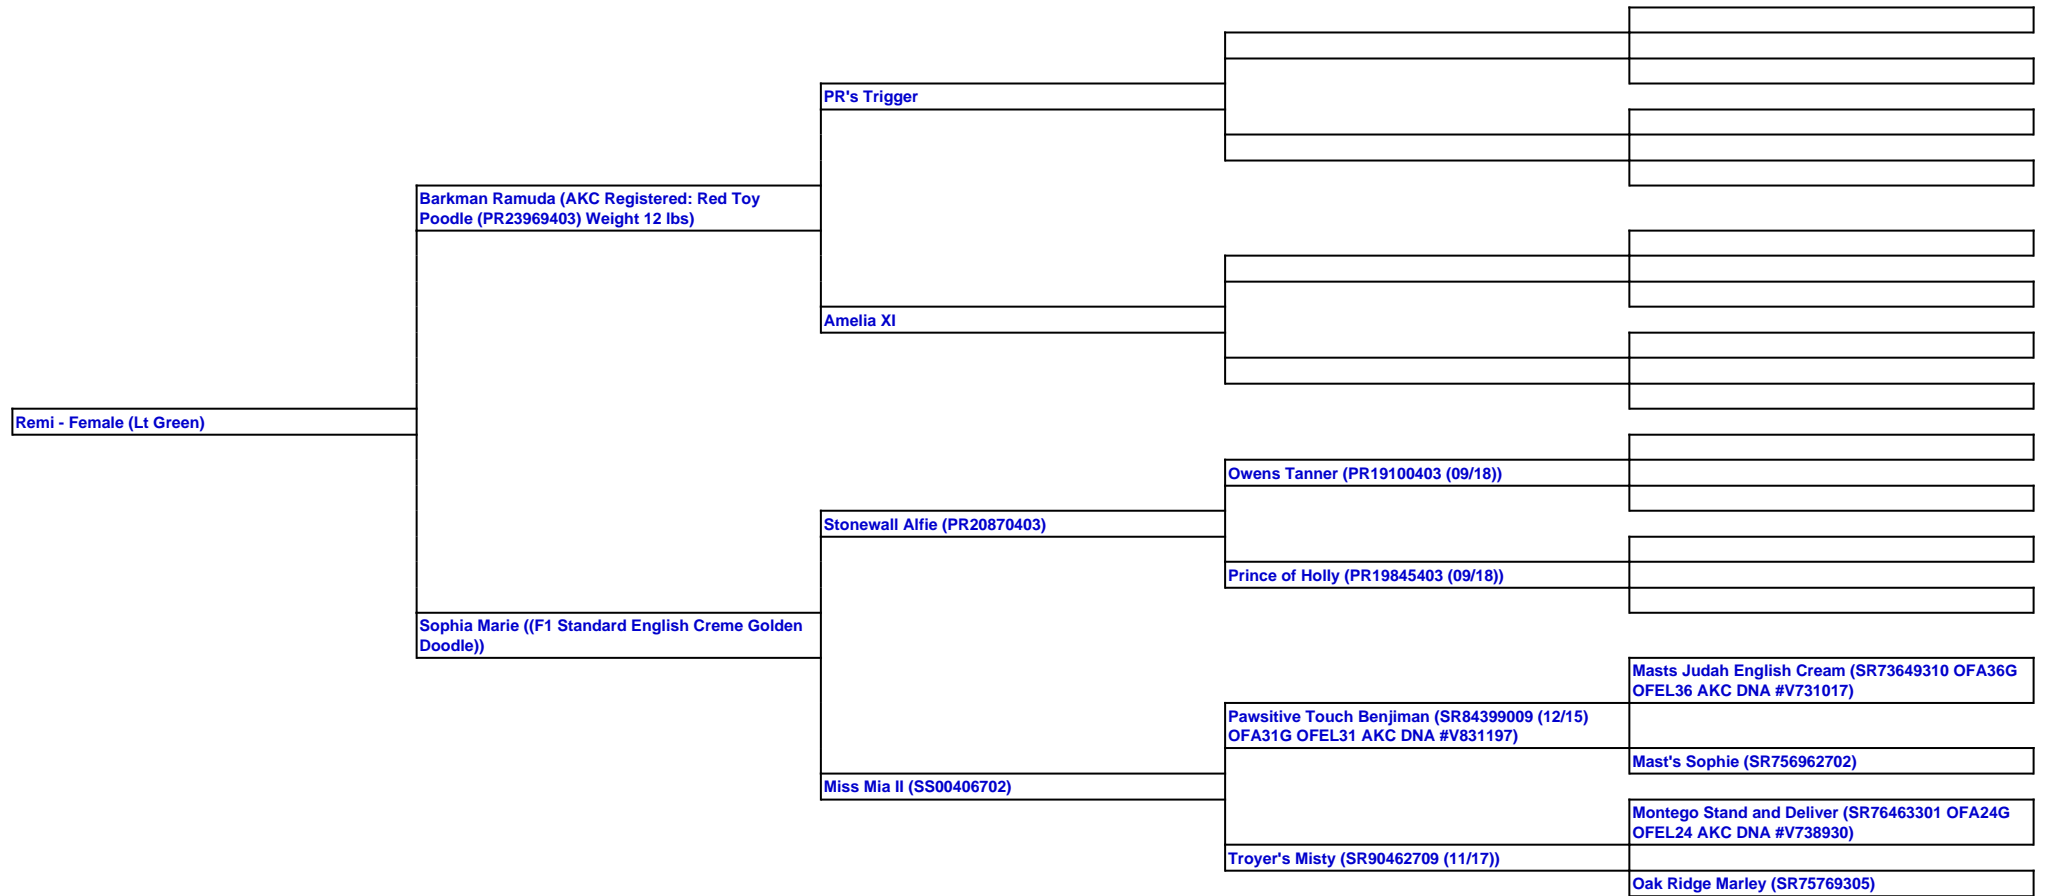 PR's Trigger
Barkman Ramuda (AKC Registered: Red Toy
Poodle (PR23969403) Weight 12 lbs)
Amelia XI
Remi - Female (Lt Green)
Owens Tanner (PR19100403 (09/18))
Stonewall Alfie (PR20870403)
Prince of Holly (PR19845403 (09/18))
Sophia Marie ((F1 Standard English Creme Golden
Doodle))
Masts Judah English Cream (SR73649310 OFA36G
OFEL36 AKC DNA #V731017)
Pawsitive Touch Benjiman (SR84399009 (12/15)
OFA31G OFEL31 AKC DNA #V831197)
Mast's Sophie (SR756962702)
Miss Mia II (SS00406702)
Montego Stand and Deliver (SR76463301 OFA24G
OFEL24 AKC DNA #V738930)
Troyer's Misty (SR90462709 (11/17))
Oak Ridge Marley (SR75769305)